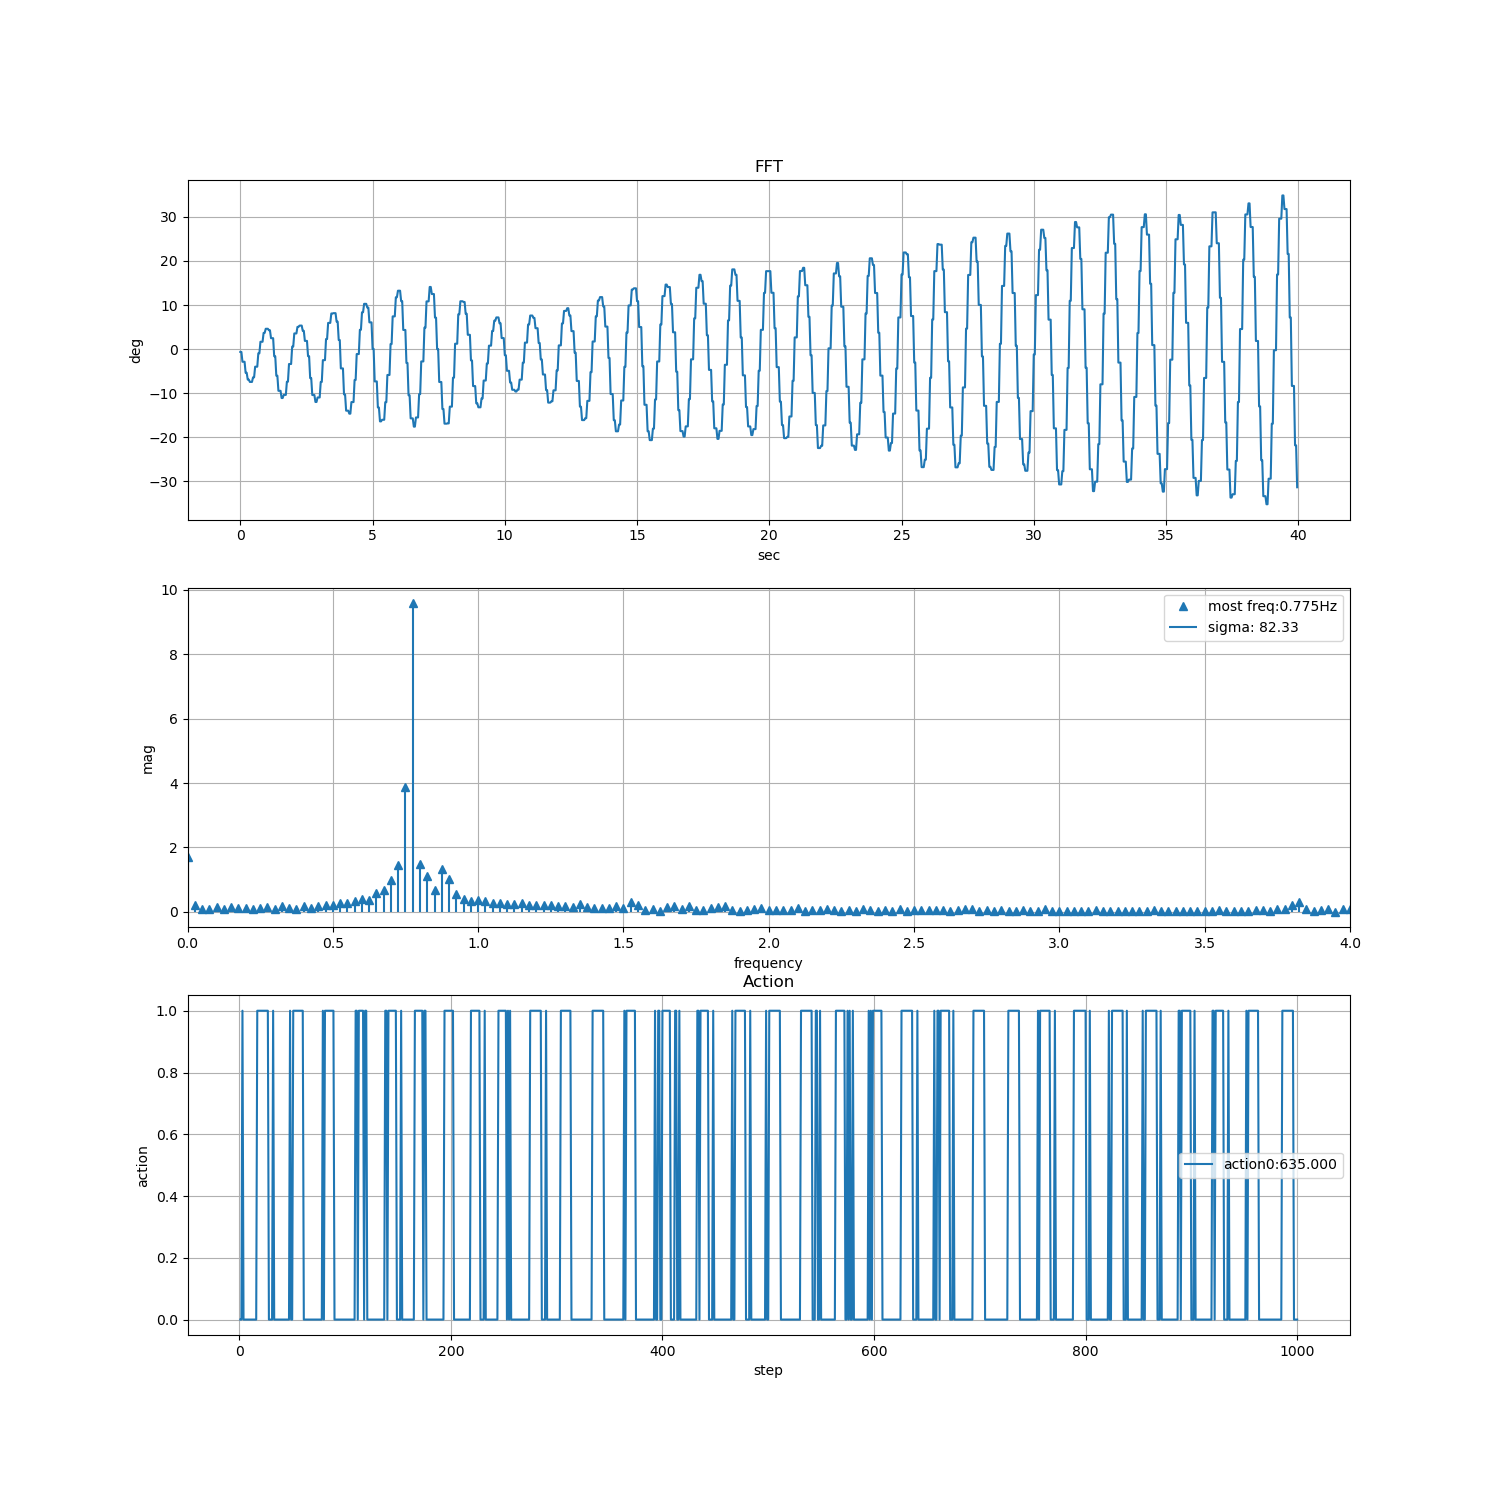 FFT
30
20
10
0
−10
−20
−30
deg
0 5 10 15 20 25 30 35 40
sec
10
8
6
4
2
0
mag
most freq:0.775Hz
sigma: 82.33
0.0 0.5 1.0 1.5 2.0 2.5 3.0 3.5 4.0
frequency
Action
1.0
0.8
0.6
0.4
0.2
0.0
action
action0:635.000
0 200 400 600 800 1000
step